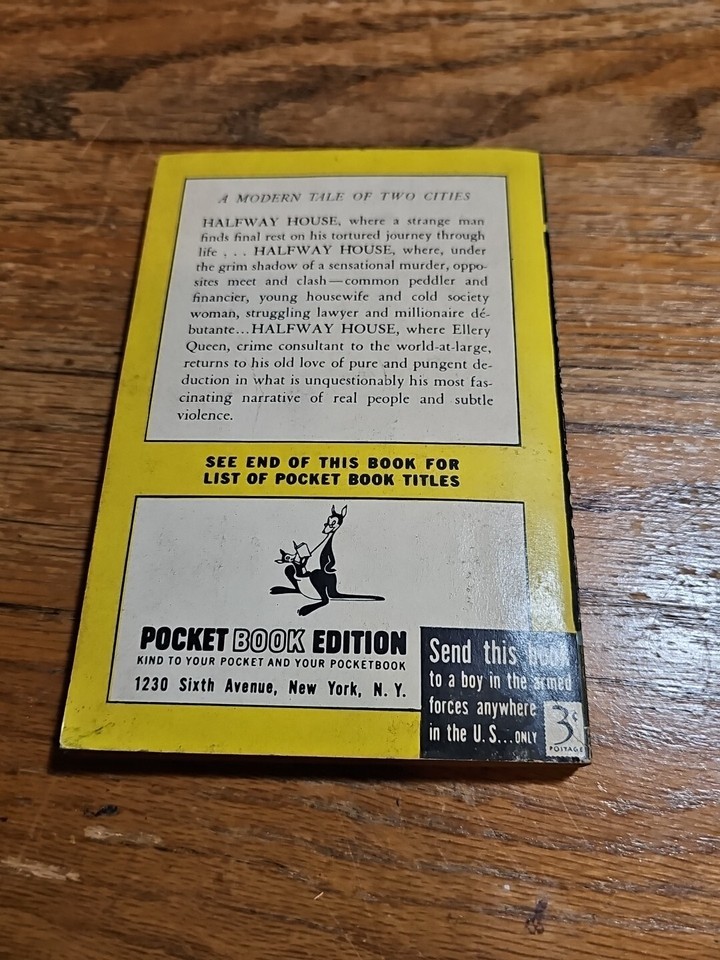 A MODERN TALE OF TWO CITIES
HALFWAY HOUSE, where a strange man
finds final rest on his tortured journey through
life . . . HALFWAY HOUSE, where, under
the grim shadow of a sensational murder, oppo-
sites meet and clash—common peddler and
financier, young housewife and cold society
woman, struggling lawyer and millionaire dé-
butante...HALFWAY HOUSE, where Ellery
Queen, crime consultant to the world-at-large,
returns to his old love of pure and pungent de-
duction in what is unquestionably his most fas-
cinating narrative of real people and subtle
violence.
SEE END OF THIS BOOK FOR
LIST OF POCKET BOOK TITLES
POCKET BOOK EDITION
KIND TO YOUR POCKET AND YOUR POCKETBOOK
1230 Sixth Avenue, New York, N. Y.
Send this book
to a boy in the armed
forces anywhere
in the U.S...ONLY
3¢
POSTAGE